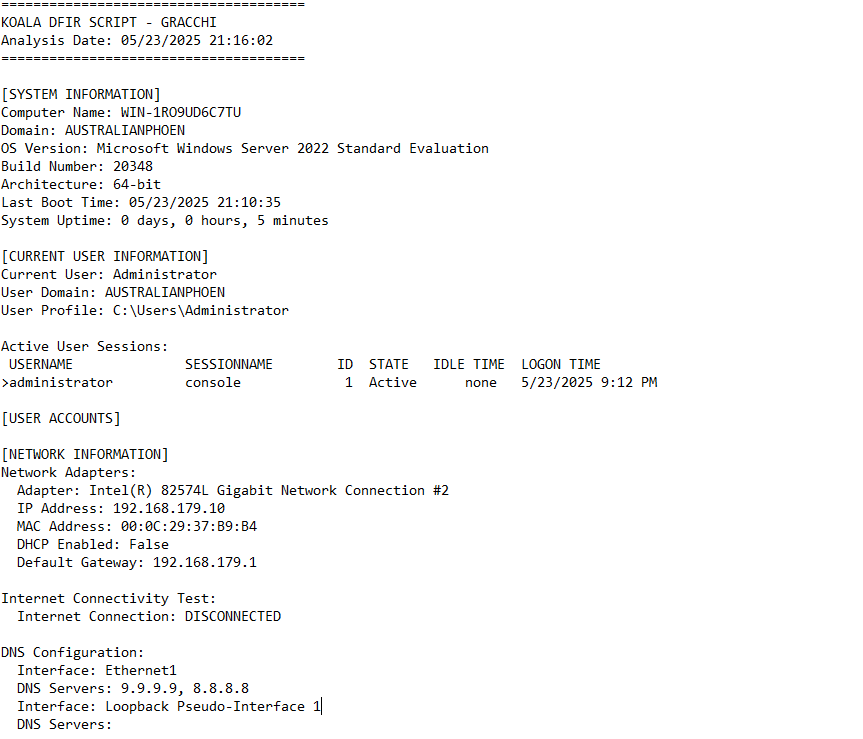 ======================================
KOALA DFIR SCRIPT - GRACCHI
Analysis Date: 05/23/2025 21:16:02
======================================
[SYSTEM INFORMATION]
Computer Name: WIN-1RO9UD6C7TU
Domain: AUSTRALIANPHOEN
OS Version: Microsoft Windows Server 2022 Standard Evaluation
Build Number: 20348
Architecture: 64-bit
Last Boot Time: 05/23/2025 21:10:35
System Uptime: 0 days, 0 hours, 5 minutes
[CURRENT USER INFORMATION]
Current User: Administrator
User Domain: AUSTRALIANPHOEN
User Profile: C:\Users\Administrator
Active User Sessions:
 USERNAME              SESSIONNAME        ID  STATE   IDLE TIME  LOGON TIME
>administrator         console             1  Active      none   5/23/2025 9:12 PM
[USER ACCOUNTS]
[NETWORK INFORMATION]
Network Adapters:
  Adapter: Intel(R) 82574L Gigabit Network Connection #2
  IP Address: 192.168.179.10
  MAC Address: 00:0C:29:37:B9:B4
  DHCP Enabled: False
  Default Gateway: 192.168.179.1
Internet Connectivity Test:
  Internet Connection: DISCONNECTED
DNS Configuration:
  Interface: Ethernet1
  DNS Servers: 9.9.9.9, 8.8.8.8
  Interface: Loopback Pseudo-Interface 1
  DNS Servers: